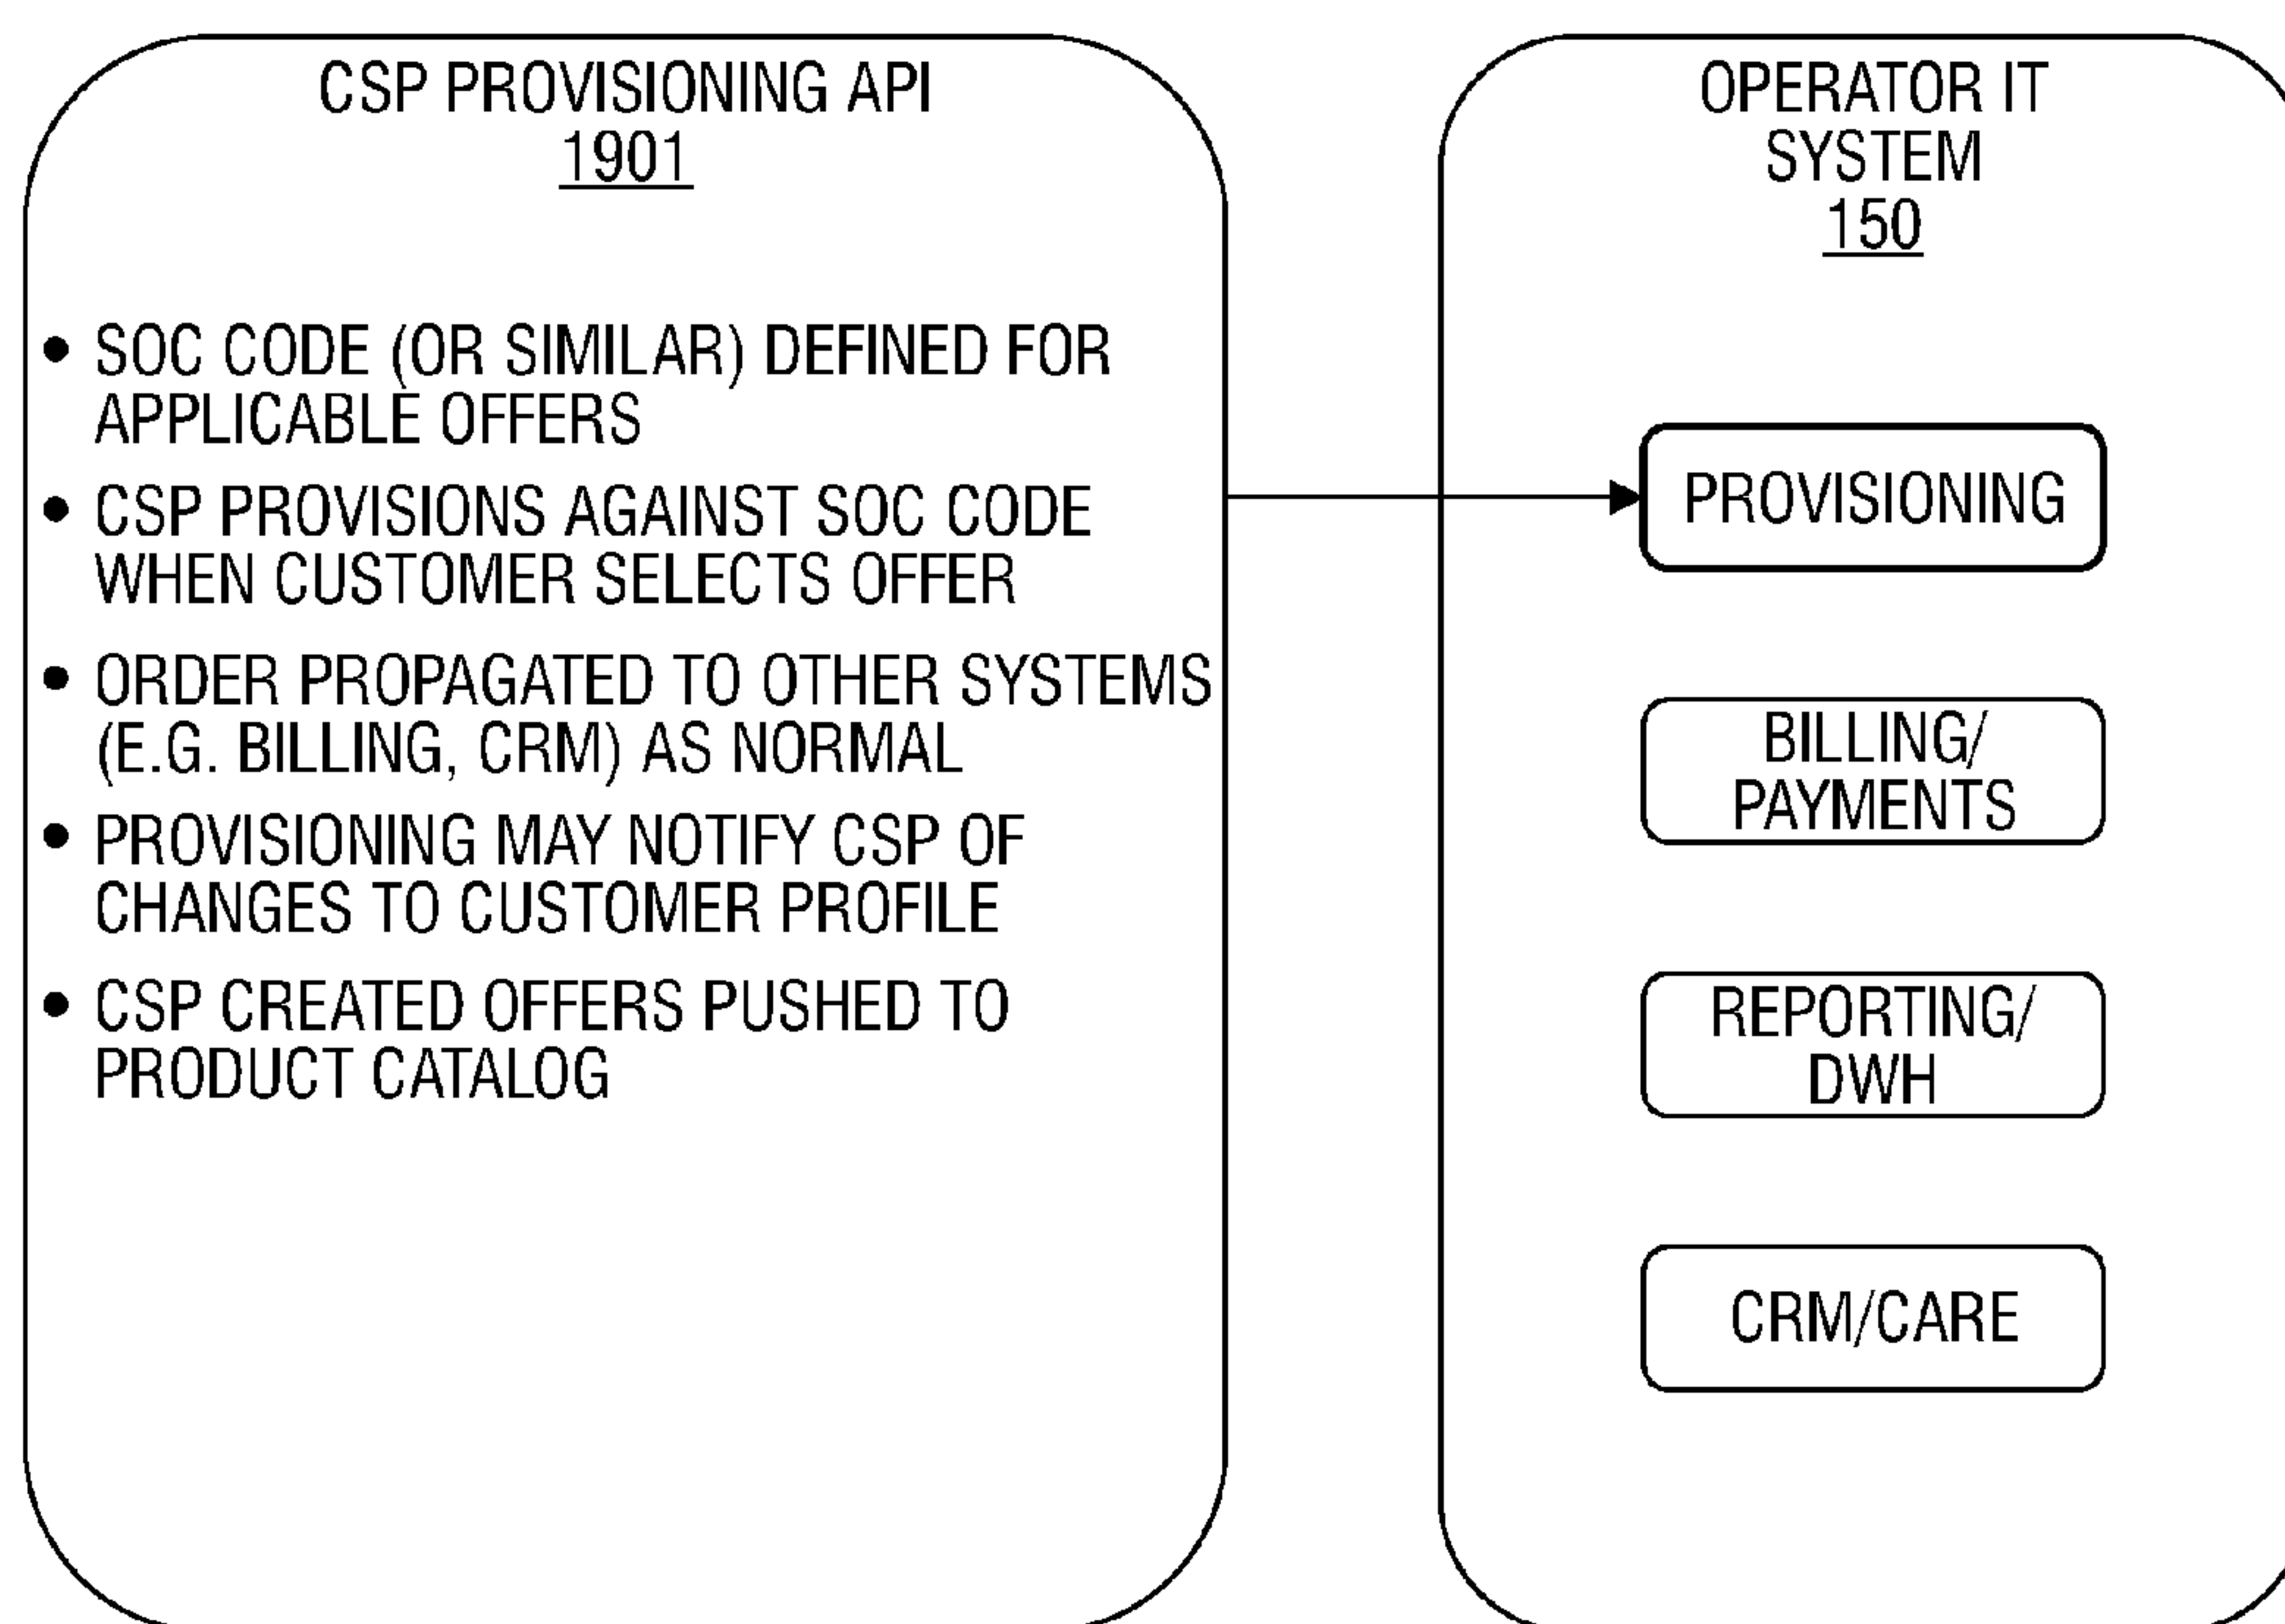 CSP PROVISIONING API
1901
• SOC CODE (OR SIMILAR) DEFINED FOR
APPLICABLE OFFERS
• CSP PROVISIONS AGAINST SOC CODE
WHEN CUSTOMER SELECTS OFFER
• ORDER PROPAGATED TO OTHER SYSTEMS
(E.G. BILLING, CRM) AS NORMAL
• PROVISIONING MAY NOTIFY CSP OF
CHANGES TO CUSTOMER PROFILE
• CSP CREATED OFFERS PUSHED TO
PRODUCT CATALOG
OPERATOR IT
SYSTEM
150
PROVISIONING
BILLING/
PAYMENTS
REPORTING/
DWH
CRM/CARE